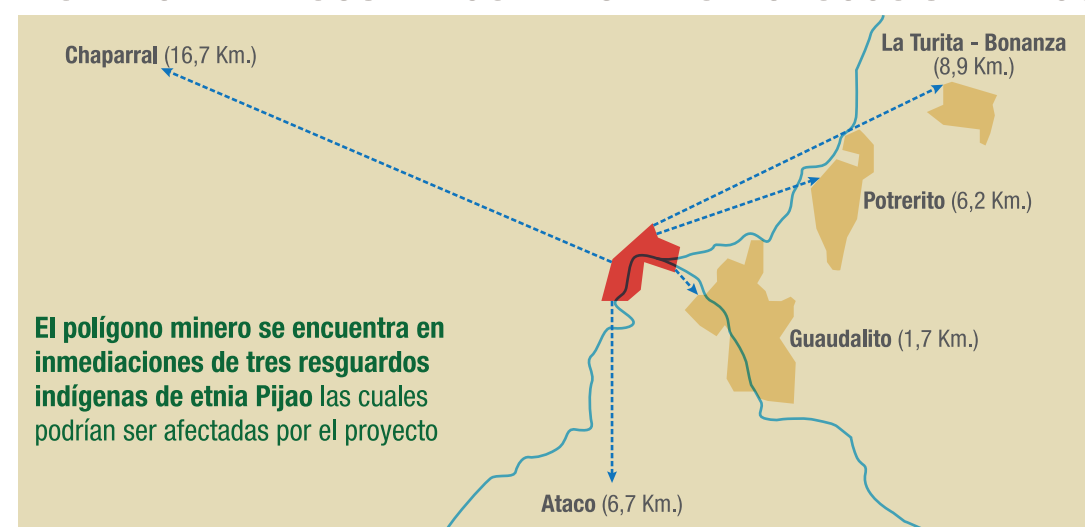 Chaparral (16,7 Km.)
La Turita - Bonanza
(8,9 Km.)
Potrerito (6,2 Km.)
Guaudalito (1,7 Km.)
El polígono minero se encuentra en
inmediaciones de tres resguardos
indígenas de etnia Pijao las cuales
podrían ser afectadas por el proyecto
Ataco (6,7 Km.)